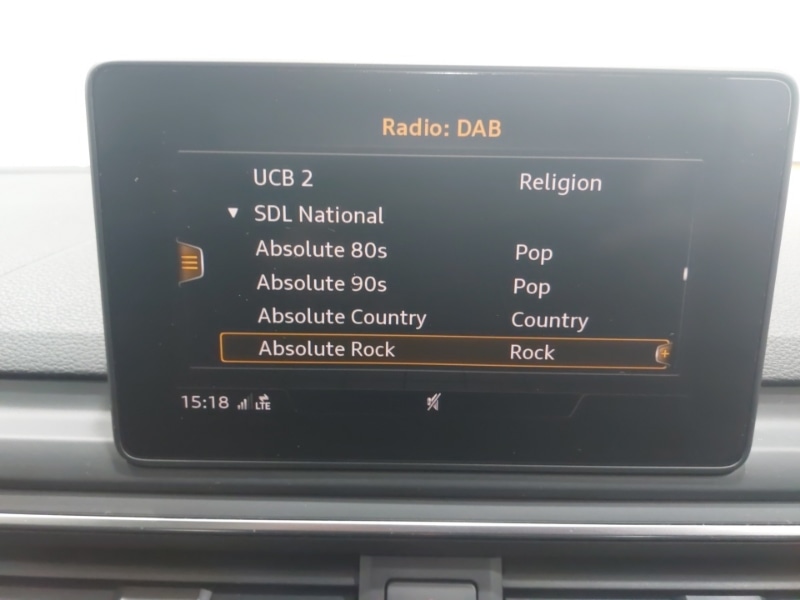 Radio: DAB
UCB 2 Religion
▼ SDL National
Absolute 80s Pop
Absolute 90s Pop
Absolute Country Country
Absolute Rock Rock
15:18 LTE